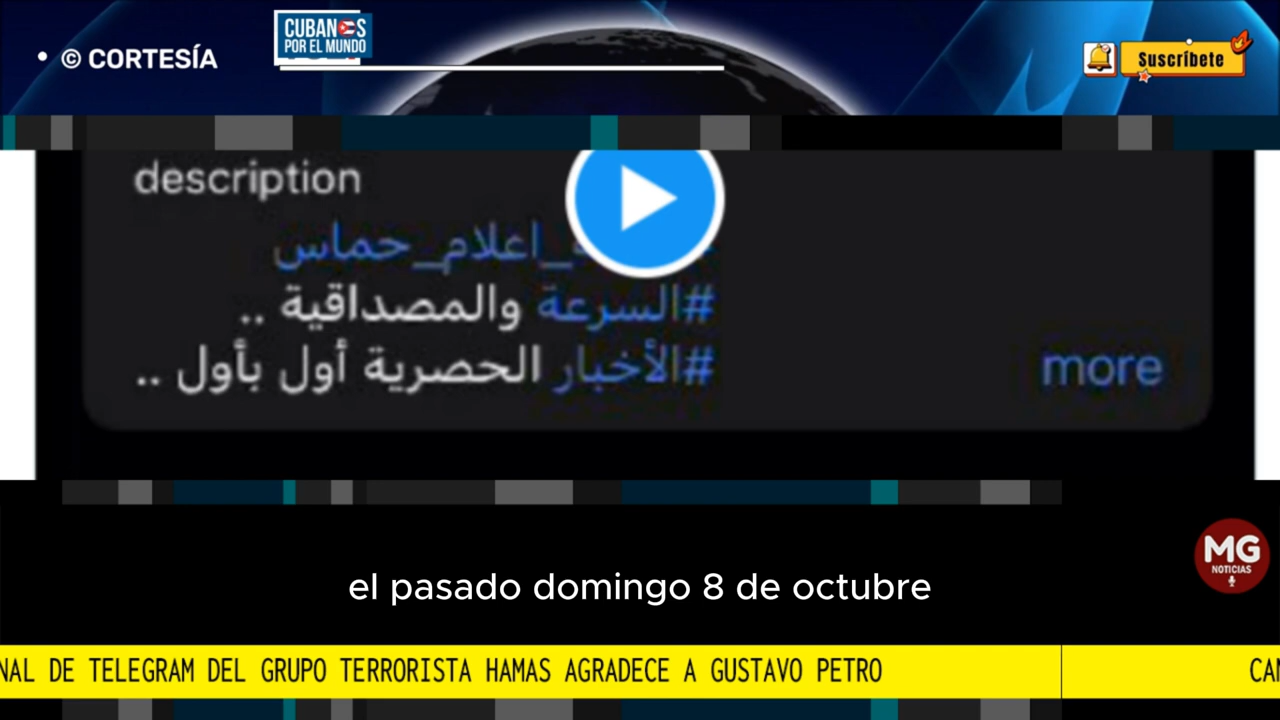 • © CORTESÍA
CUBANOS
POR EL MUNDO
Suscríbete
description
اعلام_حماس
#السرعة والمصداقية ..
#الأخبار الحصرية أول بأول ..
more
MG
NOTICIAS
el pasado domingo 8 de octubre
NAL DE TELEGRAM DEL GRUPO TERRORISTA HAMAS AGRADECE A GUSTAVO PETRO